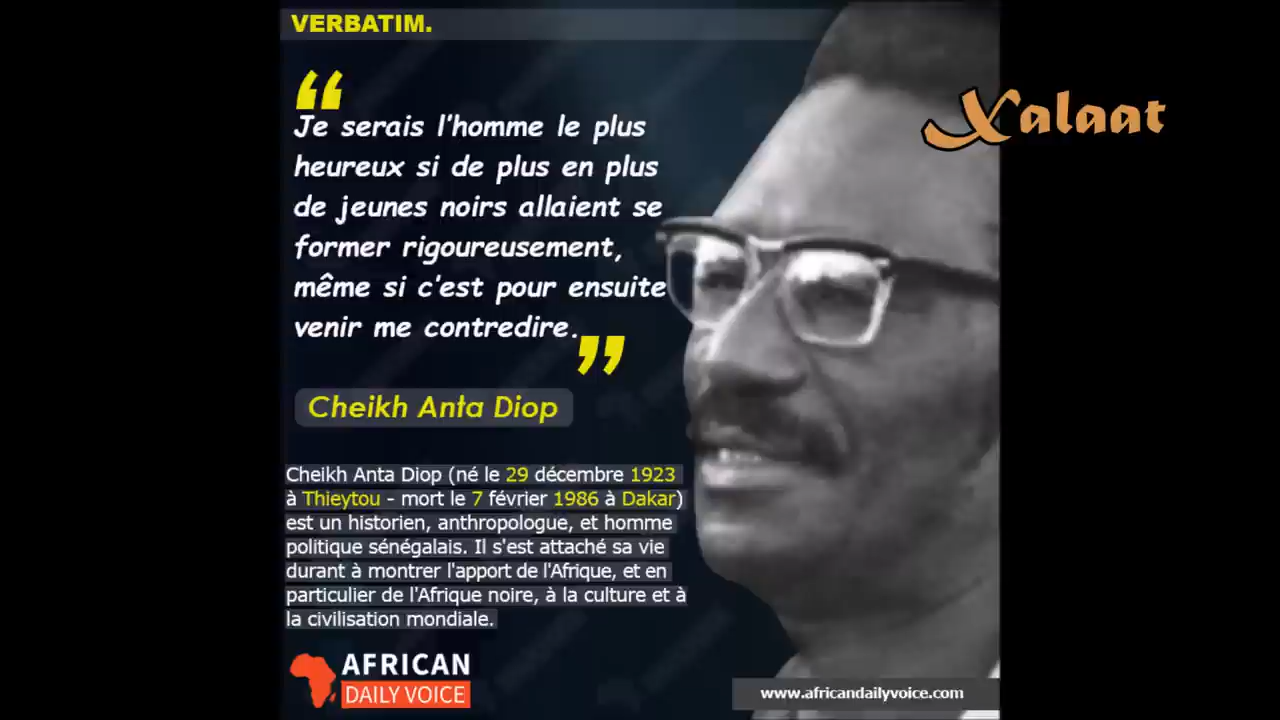 VERBATIM.
Xalaat
“
Je serais l'homme le plus
heureux si de plus en plus
de jeunes noirs allaient se
former rigoureusement,
même si c'est pour ensuite
venir me contredire.
”
Cheikh Anta Diop
Cheikh Anta Diop (né le 29 décembre 1923
à Thieytou - mort le 7 février 1986 à Dakar)
est un historien, anthropologue, et homme
politique sénégalais. Il s'est attaché sa vie
durant à montrer l'apport de l'Afrique, et en
particulier de l'Afrique noire, à la culture et à
la civilisation mondiale.
AFRICAN
DAILY VOICE
www.africandailyvoice.com